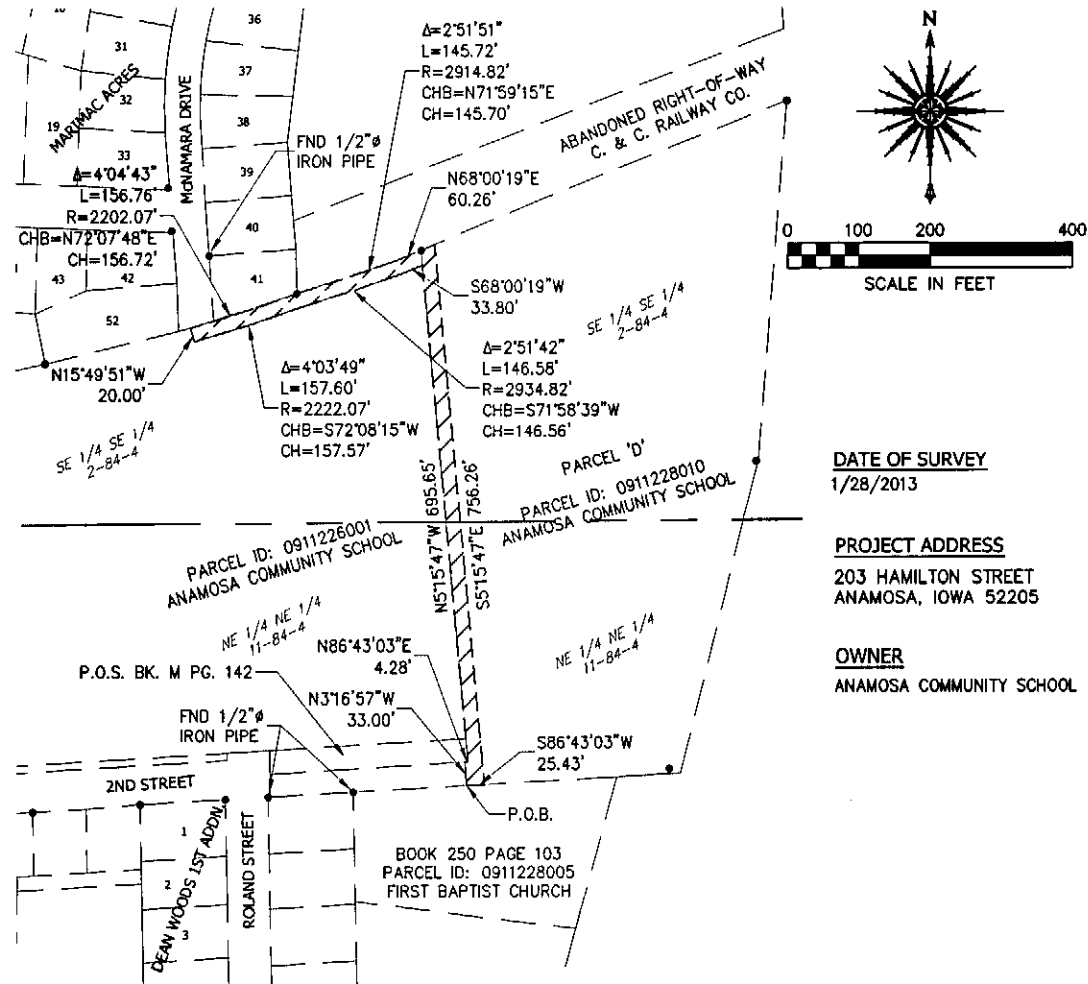 36
31
37
32
38
19
33
39
40
41
43
42
52
MARIMAC ACRES
McNAMARA DRIVE
Δ=2°51'51"
L=145.72'
R=2914.82'
CHB=N71°59'15"E
CH=145.70'
FND 1/2"ø
IRON PIPE
ABANDONED RIGHT-OF-WAY
C. & C. RAILWAY CO.
N68°00'19"E
60.26'
Δ=4°04'43"
L=156.76'
R=2202.07'
CHB=N72°07'48"E
CH=156.72'
N
0 100 200 400
SCALE IN FEET
S68°00'19"W
33.80'
SE 1/4 SE 1/4
2-84-4
N15°49'51"W
20.00'
Δ=4°03'49"
L=157.60'
R=2222.07'
CHB=S72°08'15"W
CH=157.57'
Δ=2°51'42"
L=146.58'
R=2934.82'
CHB=S71°58'39"W
CH=146.56'
SE 1/4 SE 1/4
2-84-4
PARCEL 'D'
PARCEL ID: 0911228010
ANAMOSA COMMUNITY SCHOOL
N5°15'47"W 695.65'
S5°15'47"E 756.26'
PARCEL ID: 0911226001
ANAMOSA COMMUNITY SCHOOL
NE 1/4 NE 1/4
11-84-4
NE 1/4 NE 1/4
11-84-4
DATE OF SURVEY
1/28/2013
PROJECT ADDRESS
203 HAMILTON STREET
ANAMOSA, IOWA 52205
OWNER
ANAMOSA COMMUNITY SCHOOL
N86°43'03"E
4.28'
P.O.S. BK. M PG. 142
N3°16'57"W
33.00'
FND 1/2"ø
IRON PIPE
S86°43'03"W
25.43'
2ND STREET
P.O.B.
DEAN WOODS 1ST ADDN.
1
2
3
ROLAND STREET
BOOK 250 PAGE 103
PARCEL ID: 0911228005
FIRST BAPTIST CHURCH